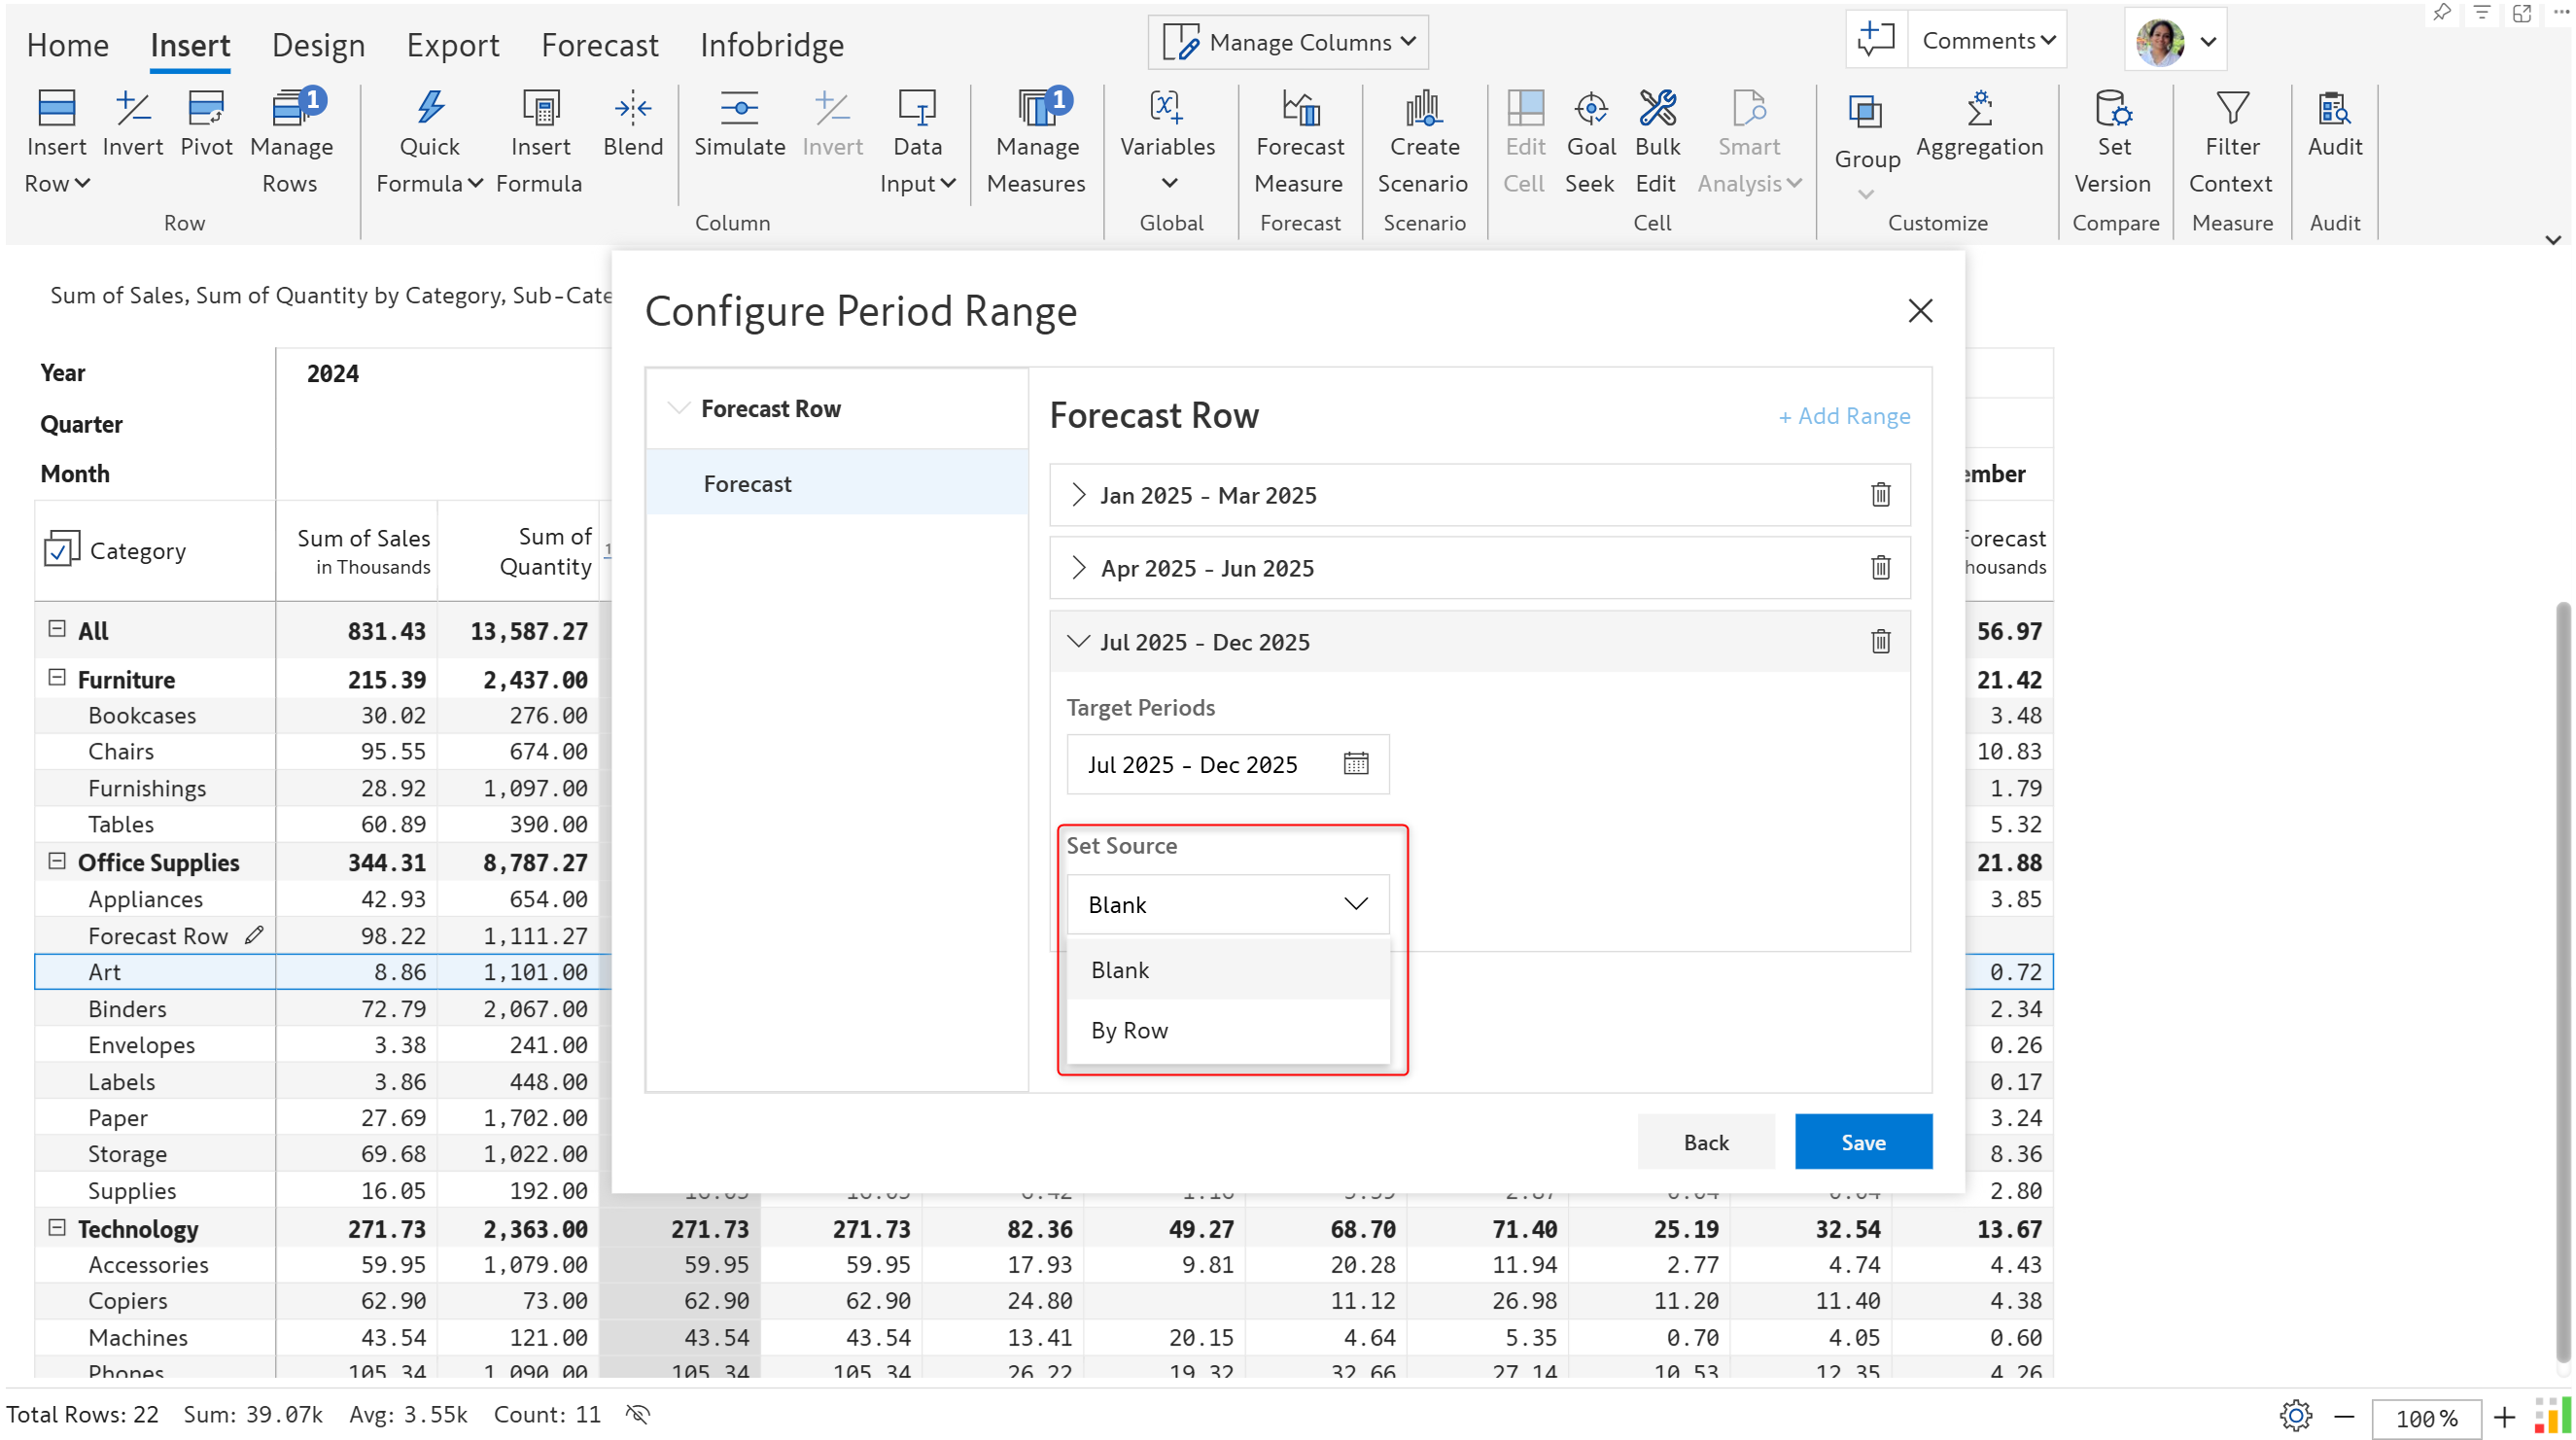 Home Insert Design Export Forecast Infobridge Manage Columns Comments
1 1
Insert Invert Pivot Manage Quick Insert Blend Simulate Invert Data Manage Variables Forecast Create Edit Goal Bulk Smart Group Aggregation Set Filter Audit
Row Rows Formula Formula Input Measures Measure Scenario Cell Seek Edit Analysis Version Context
Row Column Global Forecast Scenario Cell Customize Compare Measure Audit
Sum of Sales, Sum of Quantity by Category, Sub-Cate
Configure Period Range
Year 2024
Quarter
Month ember
Category Sum of Sales Sum of orecast
in Thousands Quantity housands
Forecast Row
Forecast
Forecast Row + Add Range
Jan 2025 - Mar 2025
Apr 2025 - Jun 2025
Jul 2025 - Dec 2025
Target Periods
Jul 2025 - Dec 2025
Set Source
Blank
Blank
By Row
Back Save
All 831.43 13,587.27 56.97
Furniture 215.39 2,437.00 21.42
Bookcases 30.02 276.00 3.48
Chairs 95.55 674.00 10.83
Furnishings 28.92 1,097.00 1.79
Tables 60.89 390.00 5.32
Office Supplies 344.31 8,787.27 21.88
Appliances 42.93 654.00 3.85
Forecast Row 98.22 1,111.27
Art 8.86 1,101.00 0.72
Binders 72.79 2,067.00 2.34
Envelopes 3.38 241.00 0.26
Labels 3.86 448.00 0.17
Paper 27.69 1,702.00 3.24
Storage 69.68 1,022.00 8.36
Supplies 16.05 192.00 2.80
Technology 271.73 2,363.00 271.73 271.73 82.36 49.27 68.70 71.40 25.19 32.54 13.67
Accessories 59.95 1,079.00 59.95 59.95 17.93 9.81 20.28 11.94 2.77 4.74 4.43
Copiers 62.90 73.00 62.90 62.90 24.80 11.12 26.98 11.20 11.40 4.38
Machines 43.54 121.00 43.54 43.54 13.41 20.15 4.64 5.35 0.70 4.05 0.60
Phones 105.34 1,090.00 105.34 105.34 26.22 19.32 32.66 27.14 10.53 12.35 4.26
Total Rows: 22 Sum: 39.07k Avg: 3.55k Count: 11 100 %